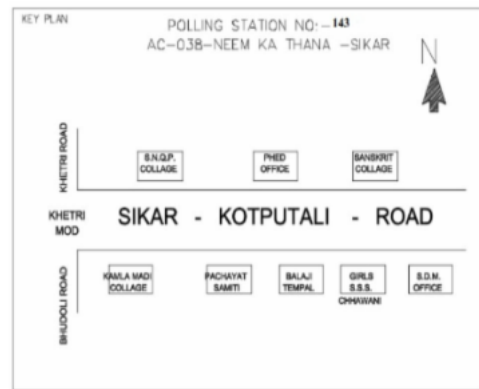 KEY PLAN
POLLING STATION NO:-143
AC-038-NEEM KA THANA -SIKAR
N
KHETRI ROAD
S.N.Q.P.
COLLAGE
PHED
OFFICE
SANSKRIT
COLLAGE
KHETRI
MOD
SIKAR - KOTPUTALI - ROAD
BHUDOLI ROAD
KAMLA MADI
COLLAGE
PACHAYAT
SAMITI
BALAJI
TEMPAL
GIRLS
S.S.S.
CHHAWANI
S.D.M.
OFFICE